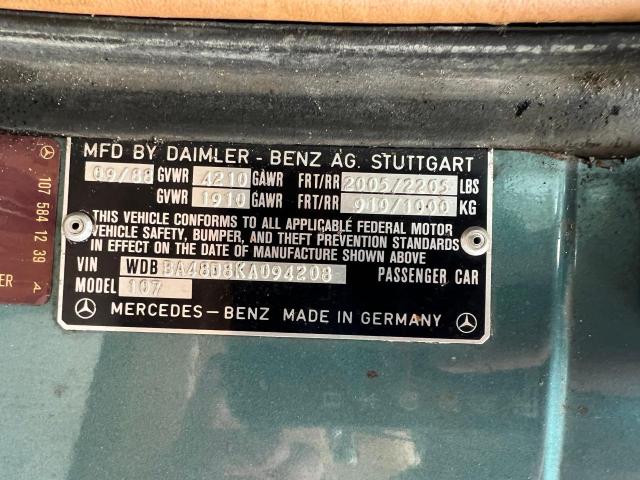 MFD BY DAIMLER - BENZ AG. STUTTGART
09/88 GVWR 4210 GAWR FRT/RR 2005/2205 LBS
GVWR 1910 GAWR FRT/RR 910/1000 KG
THIS VEHICLE CONFORMS TO ALL APPLICABLE FEDERAL MOTOR
VEHICLE SAFETY, BUMPER, AND THEFT PREVENTION STANDARDS
IN EFFECT ON THE DATE OF MANUFACTURE SHOWN ABOVE
VIN WDBBA48D8KA094208 PASSENGER CAR
MODEL 107
MERCEDES-BENZ MADE IN GERMANY
107 584 12 39
A